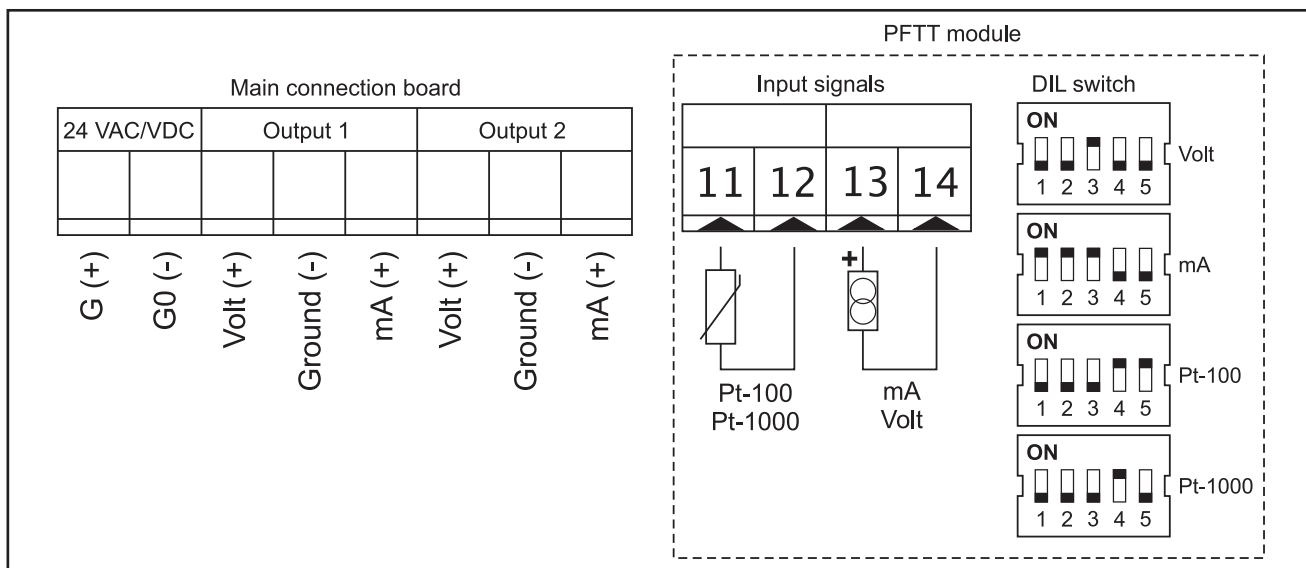 PFTT module
Main connection board
24 VAC/VDC Output 1 Output 2
G (+) G0 (-) Volt (+) Ground (-) mA (+) Volt (+) Ground (-) mA (+)
Input signals
11 12 13 14
+
Pt-100
Pt-1000
mA
Volt
DIL switch
ON
1 2 3 4 5
Volt
ON
1 2 3 4 5
mA
ON
1 2 3 4 5
Pt-100
ON
1 2 3 4 5
Pt-1000